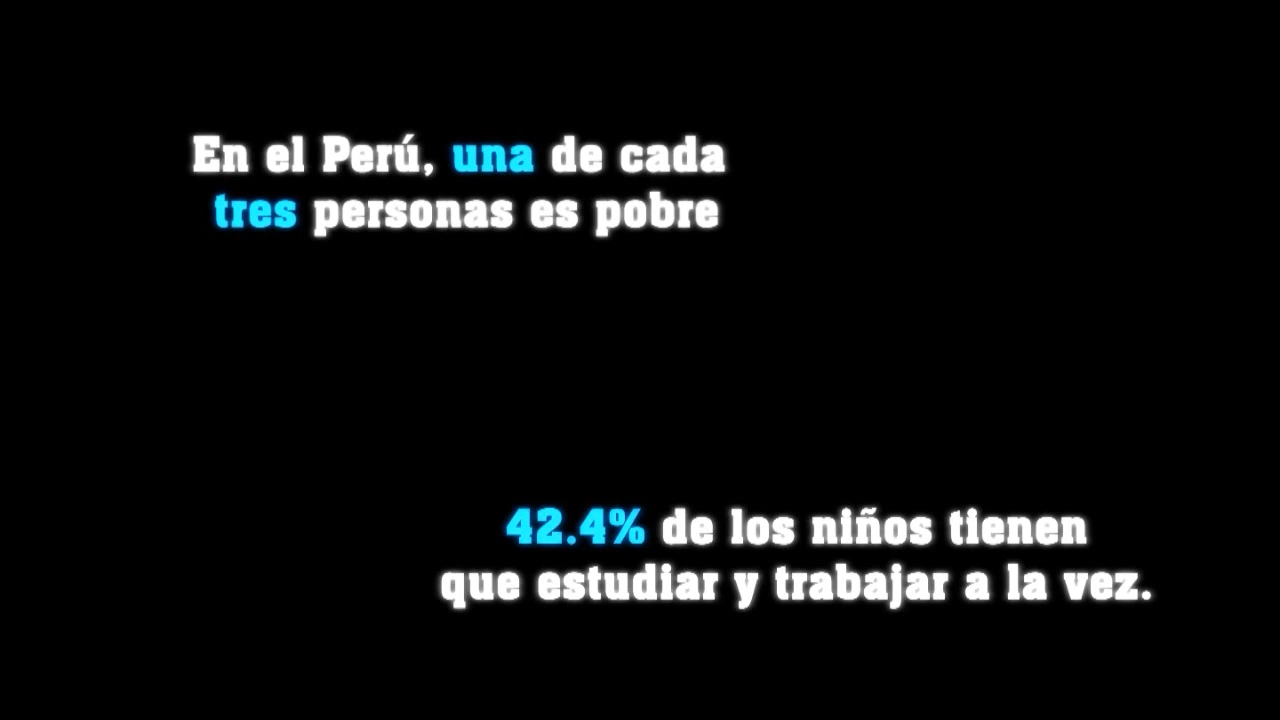 En el Perú, una de cada
tres personas es pobre
42.4% de los niños tienen
que estudiar y trabajar a la vez.